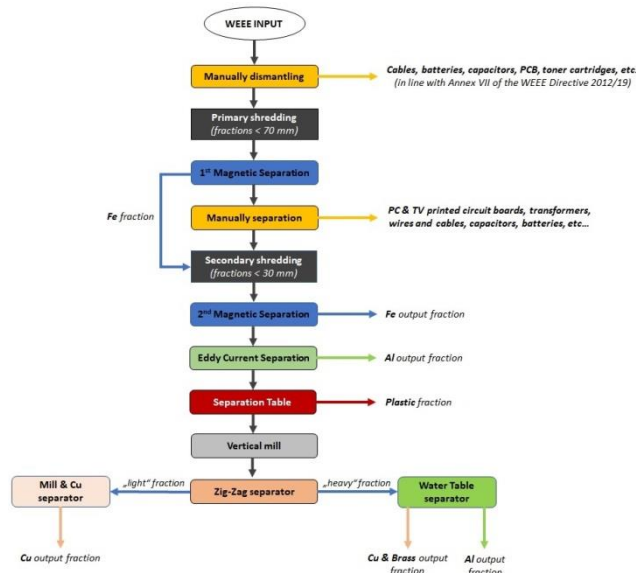 WEEE INPUT
Manually dismantling
Cables, batteries, capacitors, PCB, toner cartridges, etc.
(in line with Annex VII of the WEEE Directive 2012/19)
Primary shredding
(fractions < 70 mm)
1st Magnetic Separation
Fe fraction
Manually separation
PC & TV printed circuit boards, transformers,
wires and cables, capacitors, batteries, etc...
Secondary shredding
(fractions < 30 mm)
2nd Magnetic Separation
Fe output fraction
Eddy Current Separation
Al output fraction
Separation Table
Plastic fraction
Vertical mill
Mill & Cu
separator
„light“ fraction
Zig-Zag separator
„heavy“ fraction
Water Table
separator
Cu output fraction
Cu & Brass output
fraction
Al output
fraction